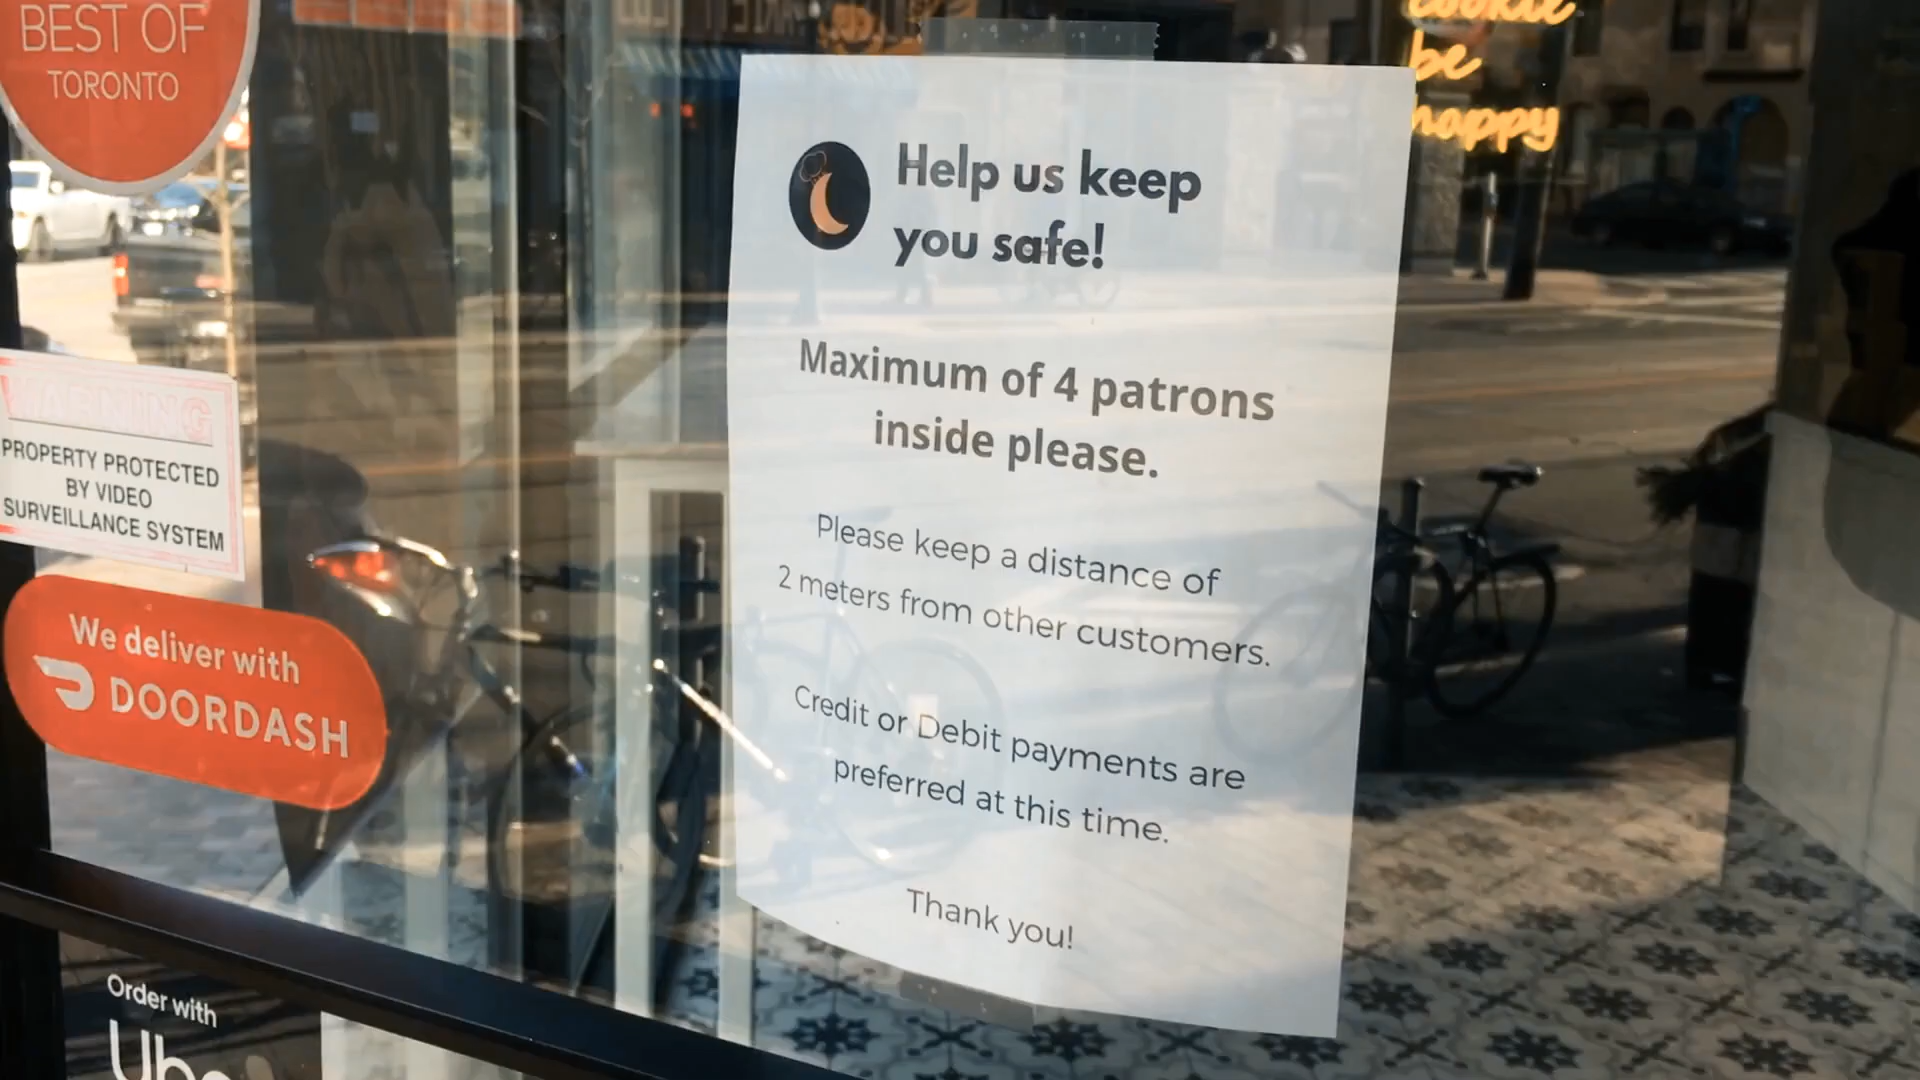 BEST OF
TORONTO
cookie
be
happy
Help us keep
you safe!
Maximum of 4 patrons
inside please.
Please keep a distance of
2 meters from other customers.
Credit or Debit payments are
preferred at this time.
Thank you!
WARNING
PROPERTY PROTECTED
BY VIDEO
SURVEILLANCE SYSTEM
We deliver with
DOORDASH
Order with